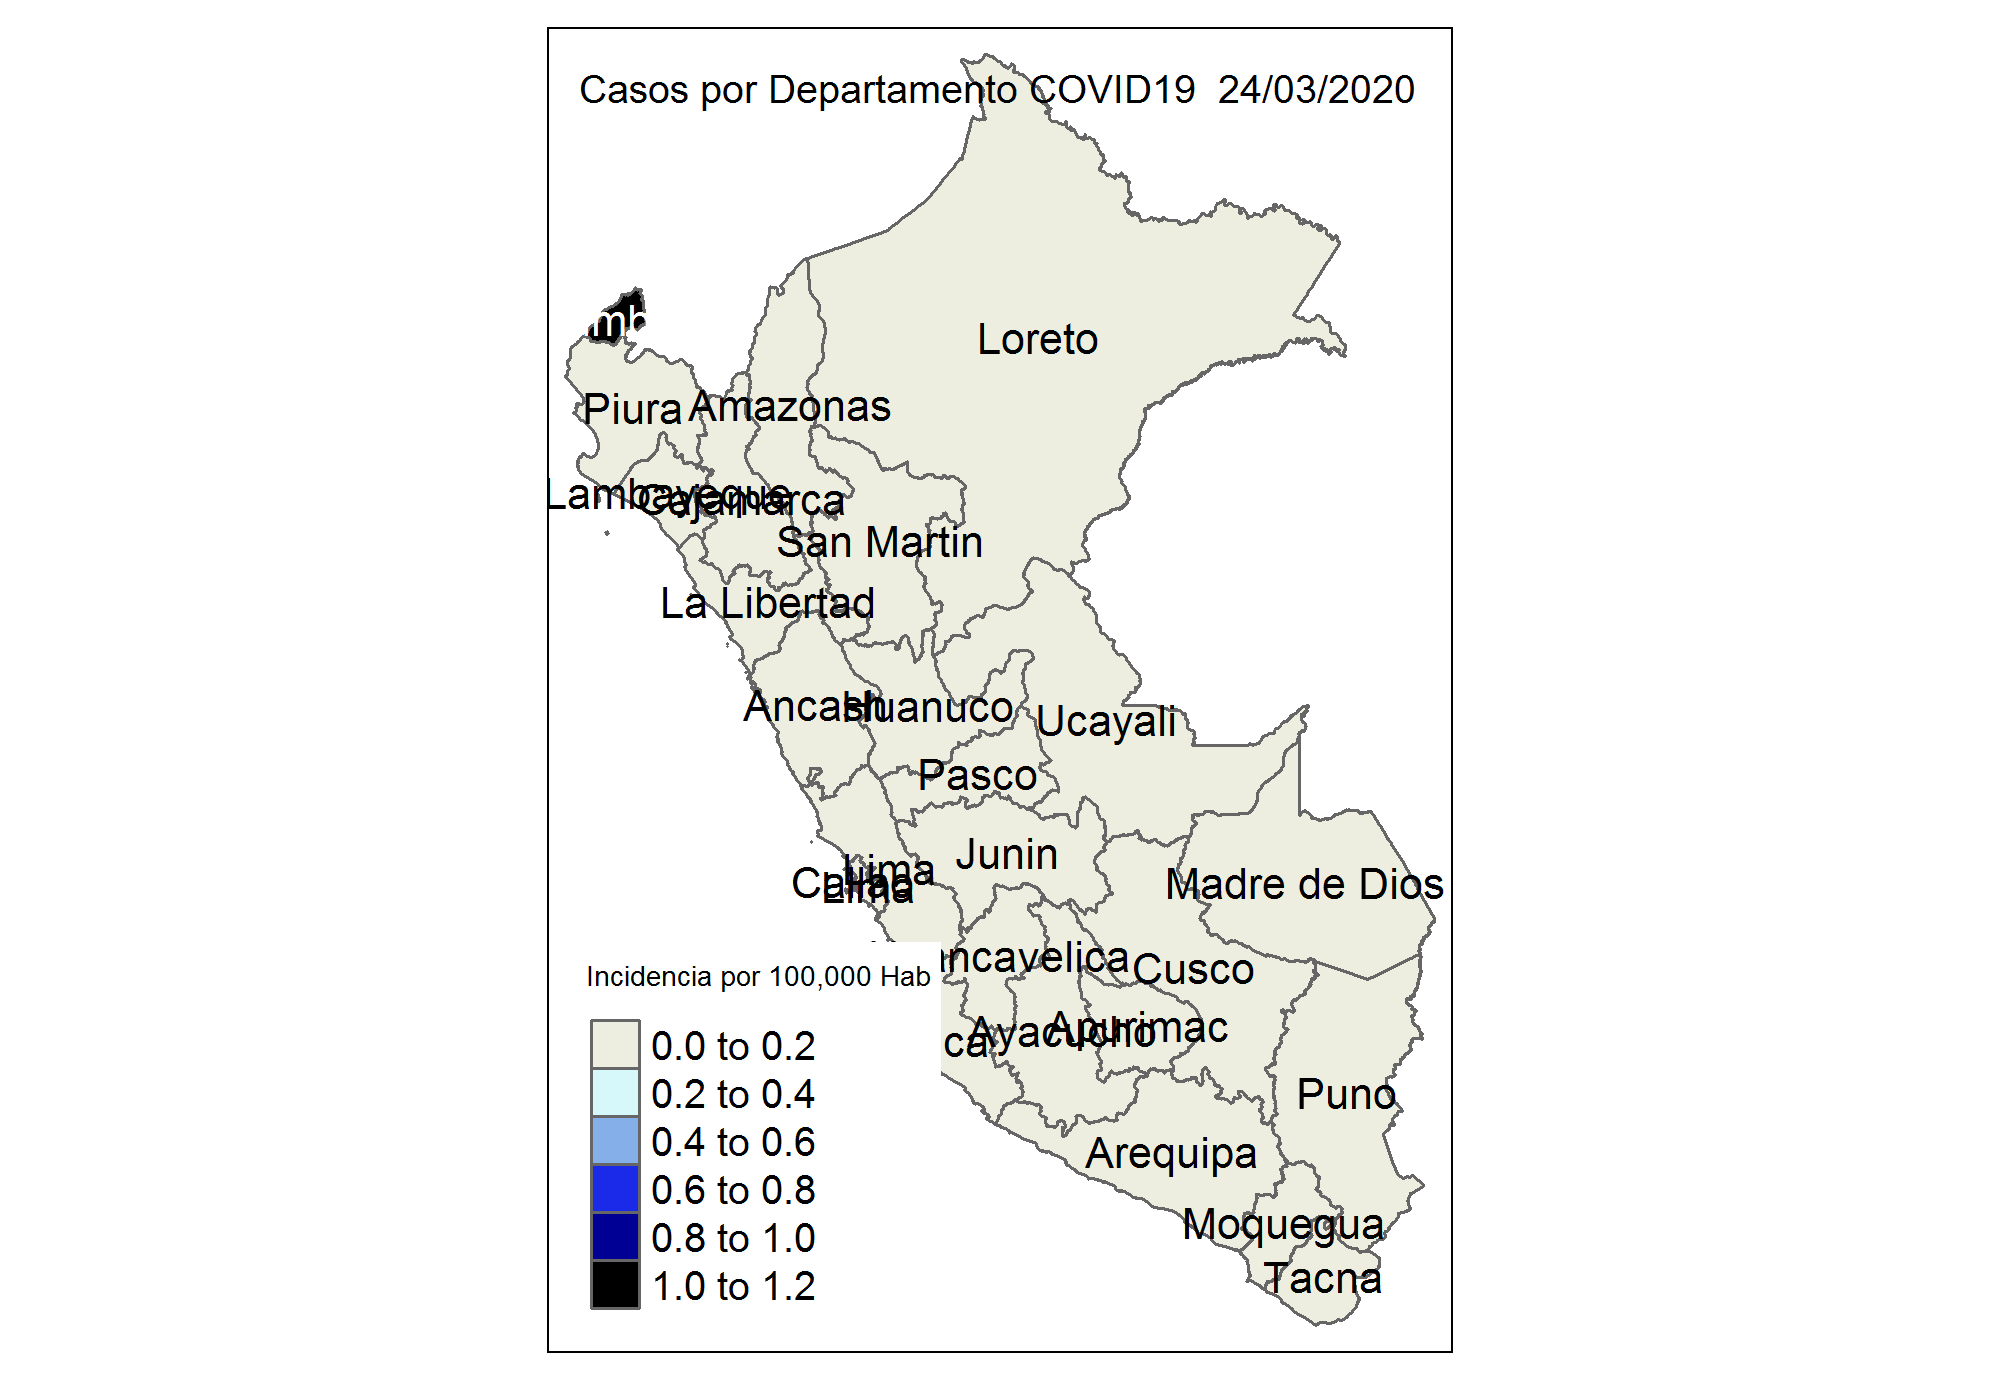 Casos por Departamento COVID19  24/03/2020
Loreto
mb
Piura
Amazonas
Lambayeque
Cajamarca
San Martin
La Libertad
Ancash
Huanuco
Ucayali
Pasco
Junin
Lima
Callao
Lima
Madre de Dios
ancavelica
Cusco
Ayacucho
Apurimac
ca
Puno
Arequipa
Moquegua
Tacna
Incidencia por 100,000 Hab
0.0 to 0.2
0.2 to 0.4
0.4 to 0.6
0.6 to 0.8
0.8 to 1.0
1.0 to 1.2